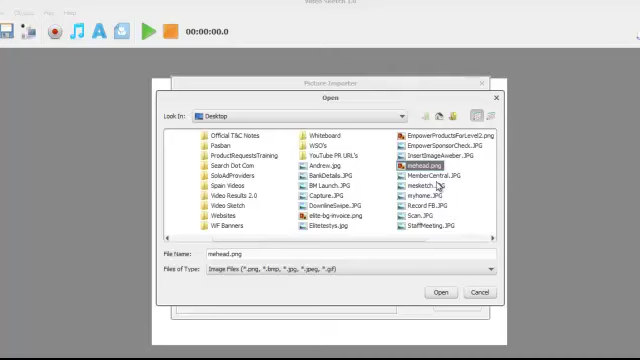 Video Sketch 1.0
00:00:00.0
Picture Importer
Open
Look In: Desktop
Official T&C Notes
Pasban
ProductRequestsTraining
Search Dot Com
SoloAdProviders
Spain Videos
Video Results 2.0
Video Sketch
Websites
WF Banners
Whiteboard
WSO's
YouTube PR URL's
Andrew.jpg
BankDetails.JPG
BM Launch.JPG
Capture.JPG
DownlineSwipe.JPG
elite-bg-invoice.png
Elitetestys.jpg
EmpowerProductsForLevel2.png
EmpowerSponsorCheck.JPG
InsertImageAweber.JPG
mehead.png
MemberCentral.JPG
mesketch.JPG
myhome.JPG
Record FB.JPG
Scan.JPG
StaffMeeting.JPG
File Name: mehead.png
Files of Type: Image Files (*.png, *.bmp, *.jpg, *.jpeg, *.gif)
Open Cancel